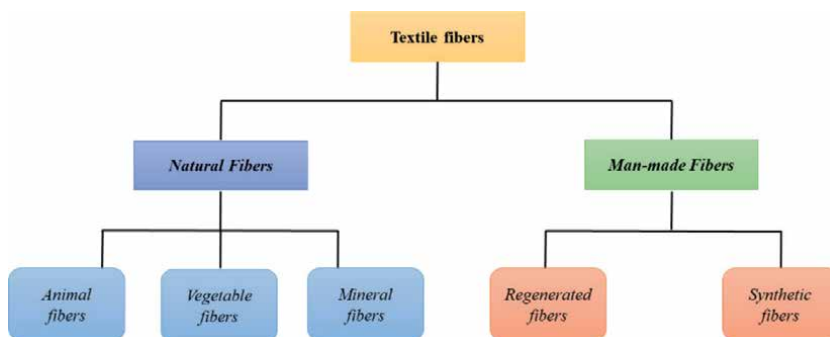 Textile fibers
Natural Fibers
Man-made Fibers
Animal
fibers
Vegetable
fibers
Mineral
fibers
Regenerated
fibers
Synthetic
fibers